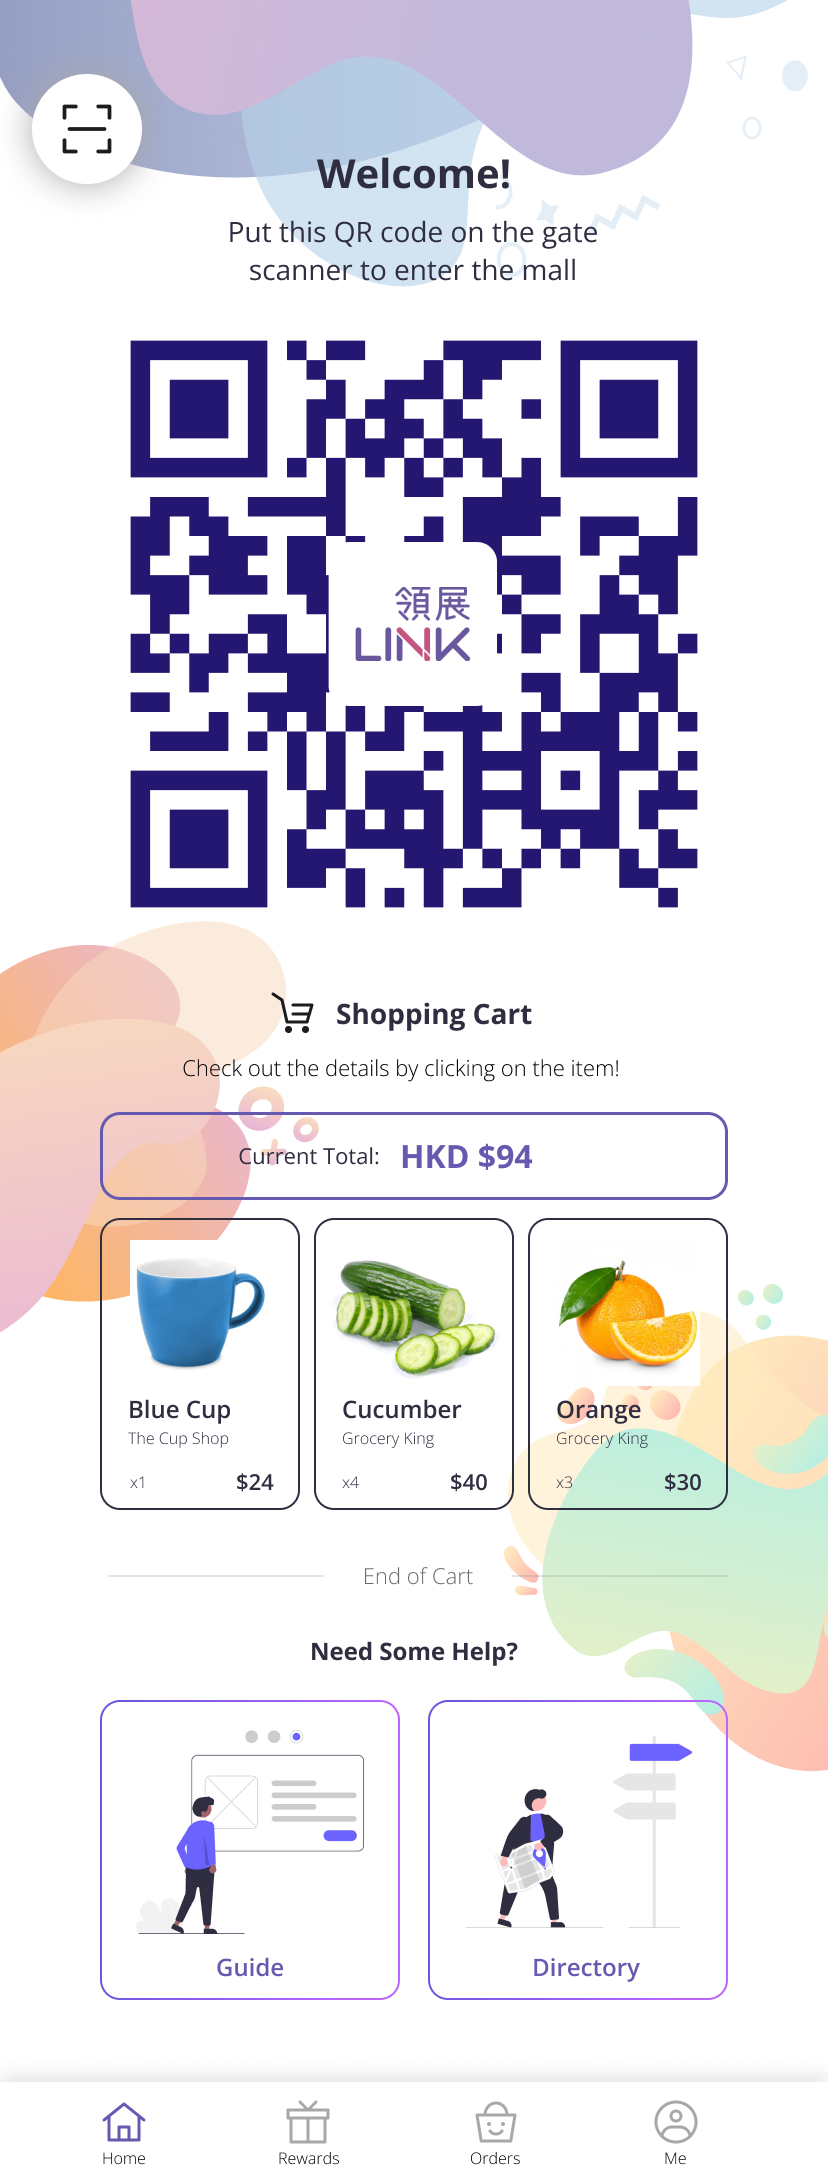 Welcome!
Put this QR code on the gate
scanner to enter the mall
領展
LINK
Shopping Cart
Check out the details by clicking on the item!
Current Total: HKD $94
Blue Cup
The Cup Shop
x1 $24
Cucumber
Grocery King
x4 $40
Orange
Grocery King
x3 $30
End of Cart
Need Some Help?
Guide
Directory
Home
Rewards
Orders
Me